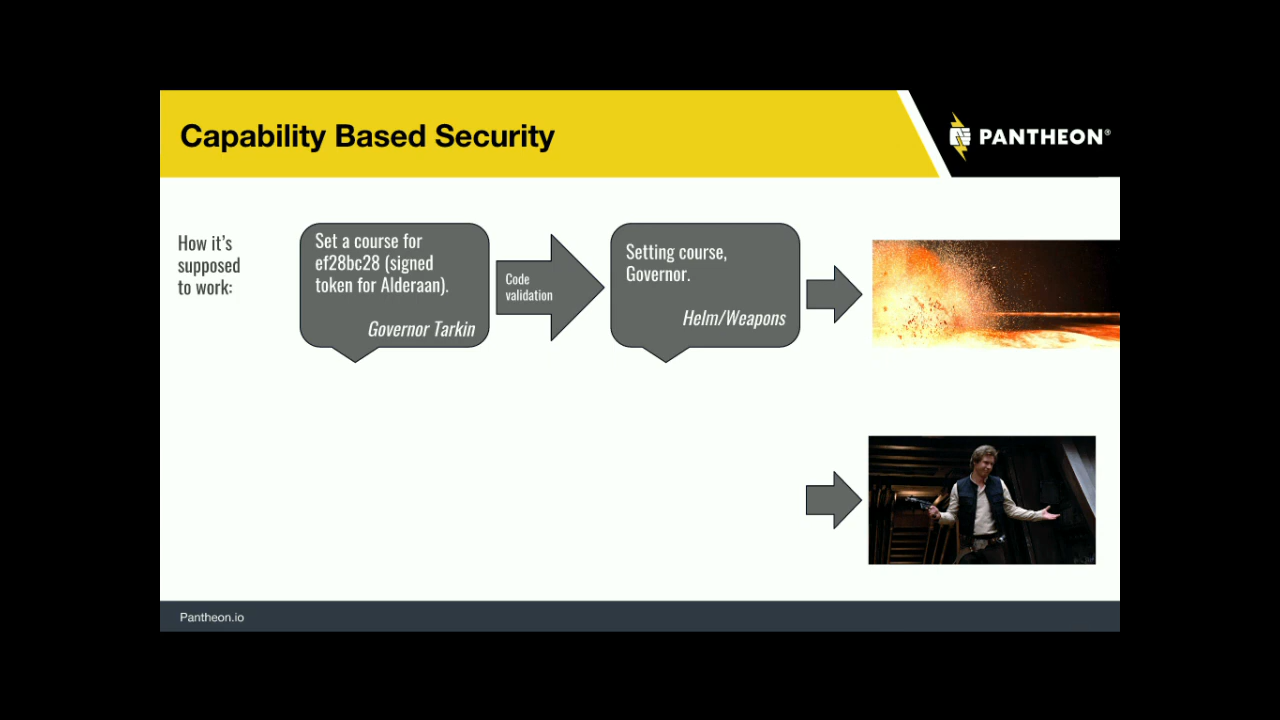 Capability Based Security
PANTHEON®
How it's
supposed
to work:
Set a course for
ef28bc28 (signed
token for Alderaan).
Governor Tarkin
Code
validation
Setting course,
Governor.
Helm/Weapons
Pantheon.io